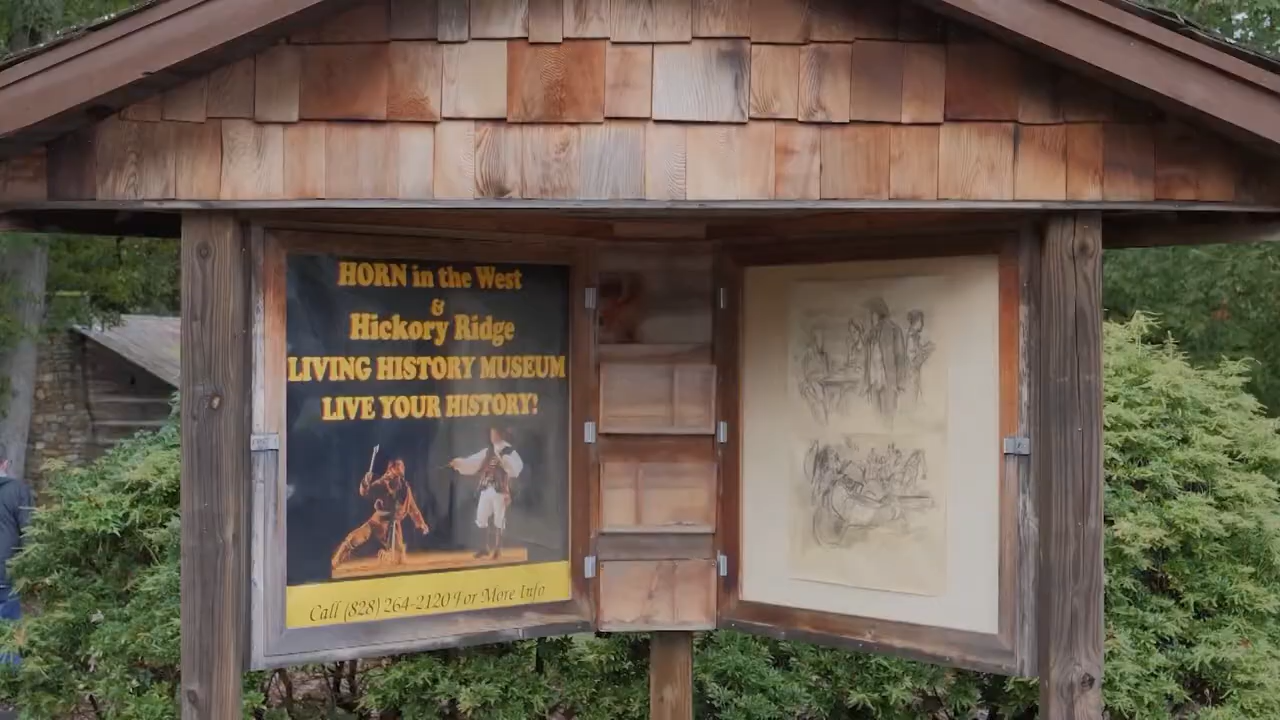 HORN in the West
&
Hickory Ridge
LIVING HISTORY MUSEUM
LIVE YOUR HISTORY!
Call (828) 264-2120 For More Info